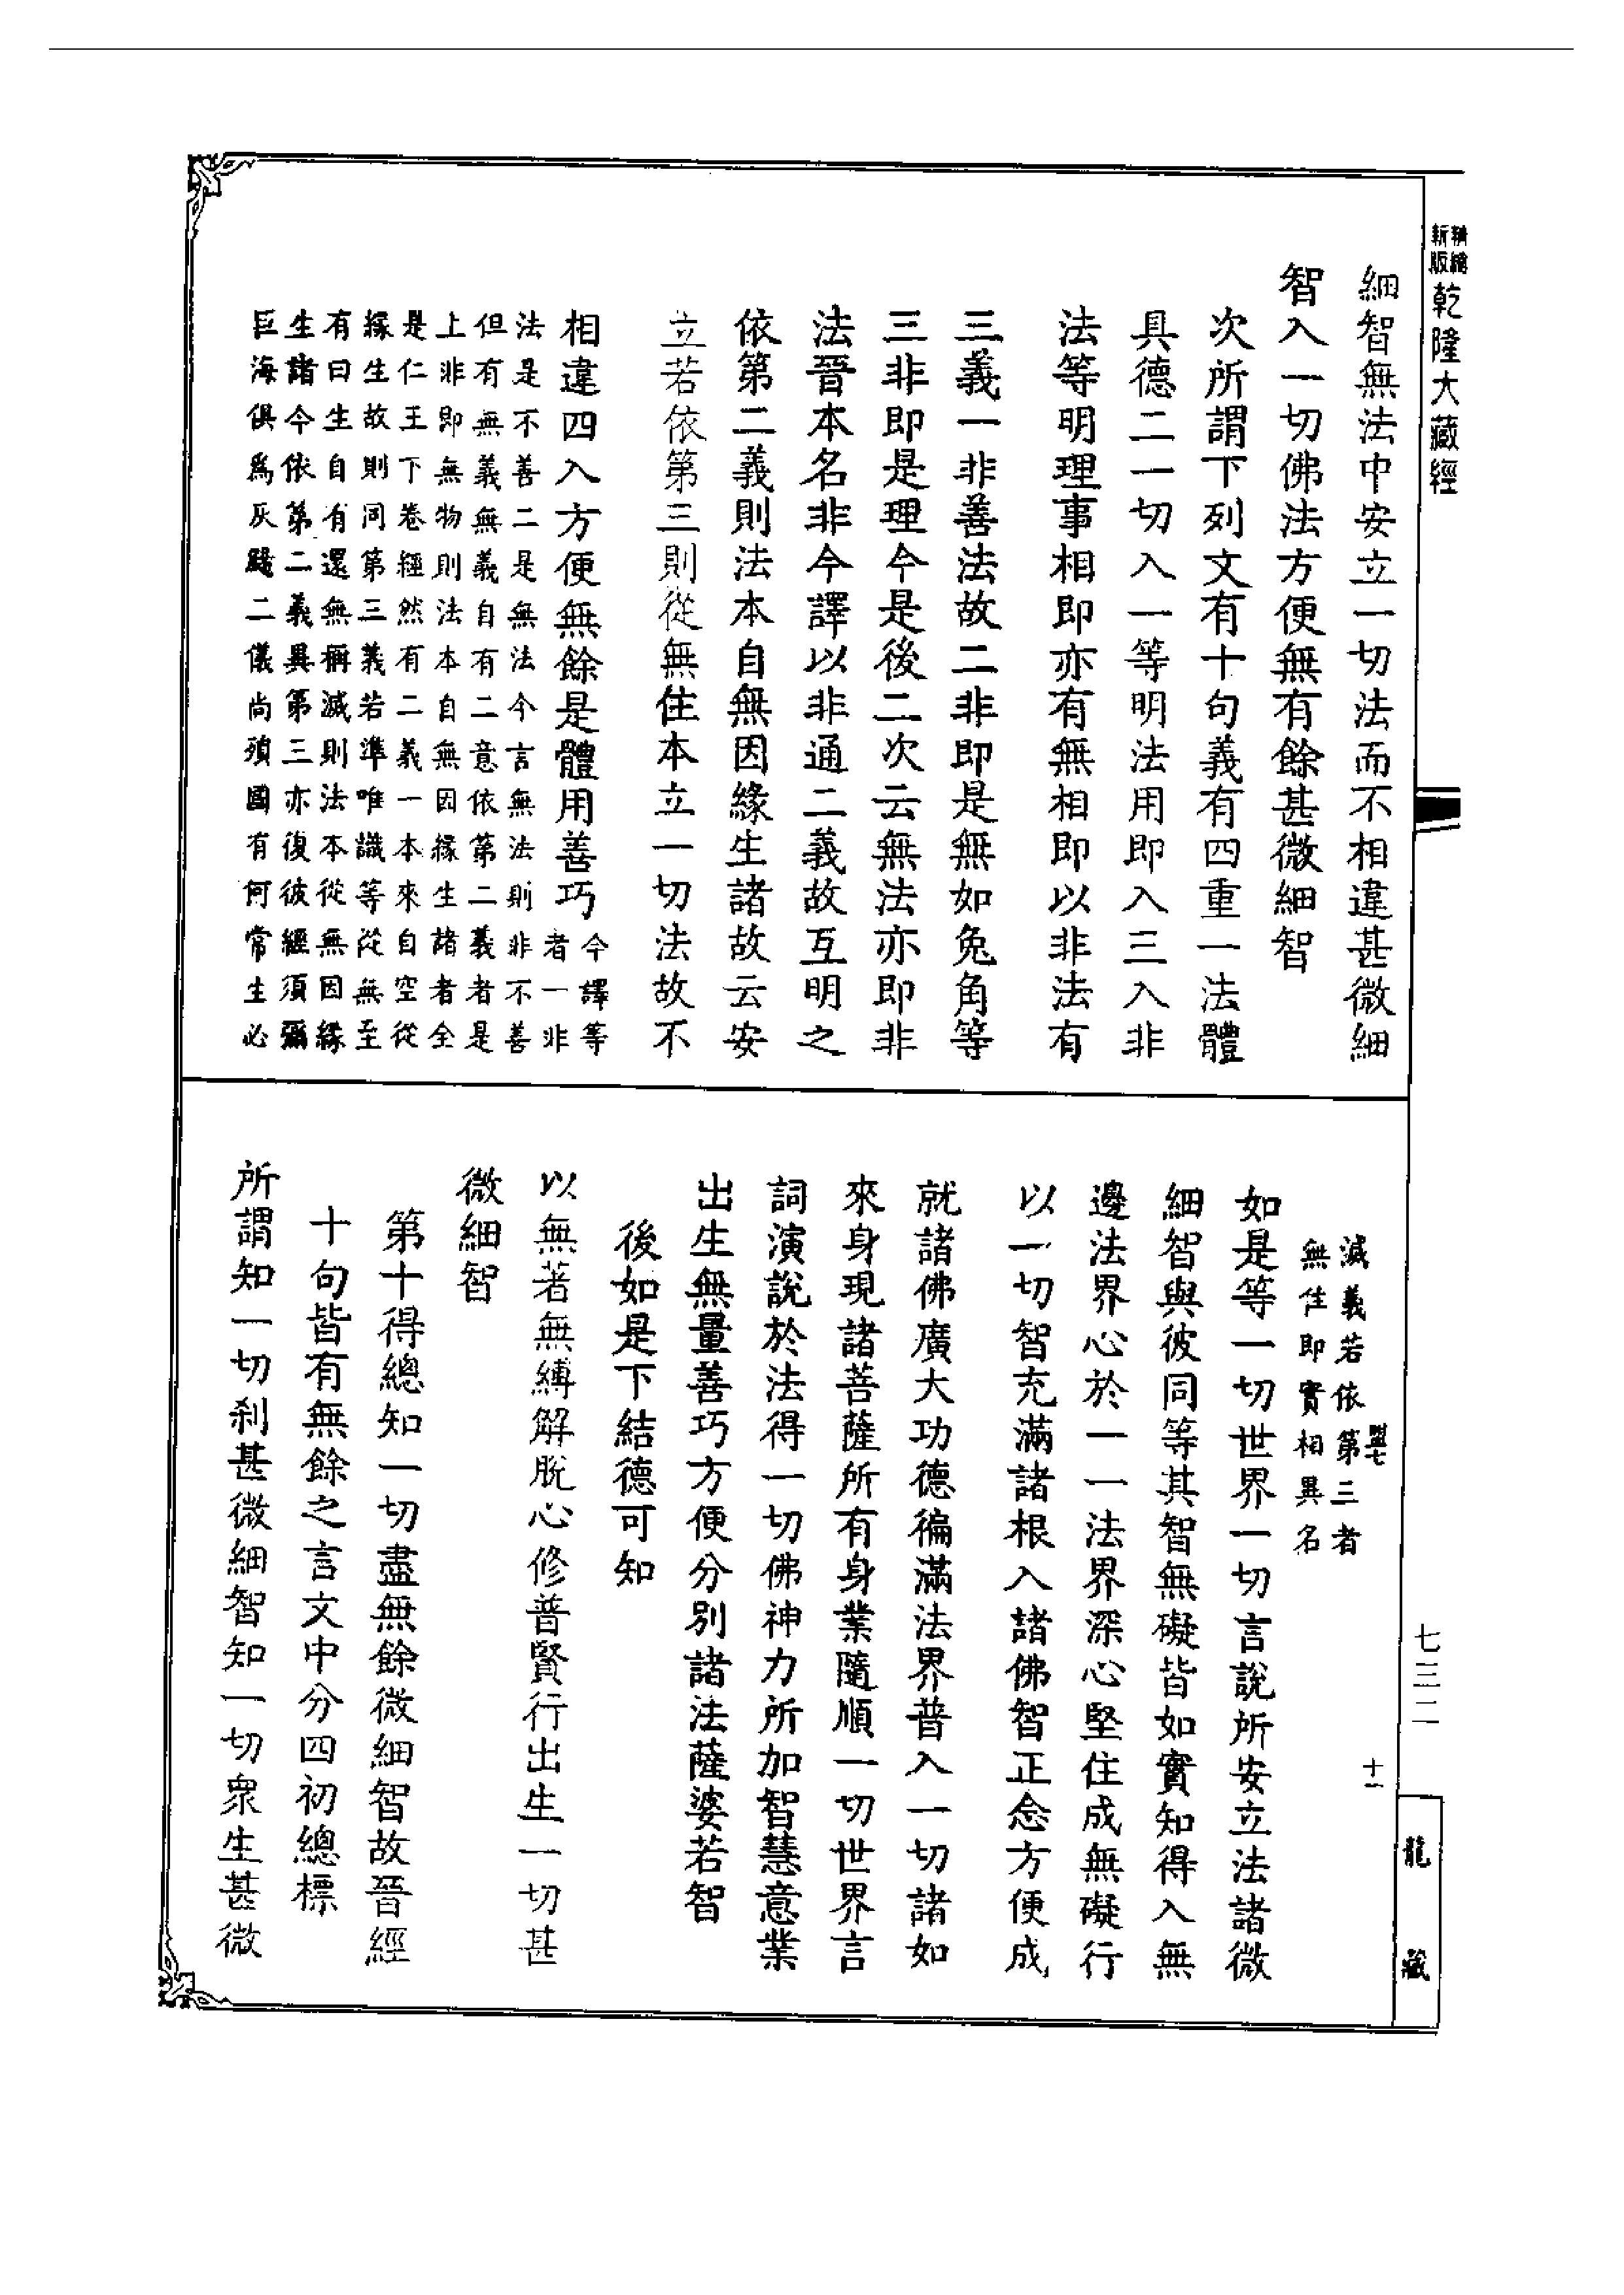 精繪
新版
乾隆大藏經
細智無法中安立一切法而不相違甚微細
智入一切佛法方便無有餘甚微細智
次所謂下列文有十句義有四重一法體
具德二一切入一等明法用即入三入非
法等明理事相即亦有無相即以非法有
三義一非善法故二非即是無如兔角等
三非即是理今是後二次云無法亦即非
法晉本名非今譯以非通二義故互明之
依第二義則法本自無因緣生諸故云安
立若依第三則從無住本立一切法故不
相違四入方便無餘是體用善巧
今譯等
者一非
法是不善二是無法今言無法則非不善
但有無義無義自有二意依第二義者是
上非即無物則法本自無因緣生諸者全
是仁王下卷經然有二義一本來自空從
緣生故則同第三義若準唯識等從無至
有曰生自有還無稱滅則法本從無因緣
生諸今依第二義異第三亦復彼經須彌
巨海俱為灰颺二儀尚殞國有何常生必
滅義若依第三者
無住即實相異名
如是等一切世界一切言說所安立法諸微
細智與彼同等其智無礙皆如實知得入無
邊法界心於一一法界深心堅住成無礙行
以一切智充滿諸根入諸佛智正念方便成
就諸佛廣大功德徧滿法界普入一切諸如
來身現諸菩薩所有身業隨順一切世界言
詞演說於法得一切佛神力所加智慧意業
出生無量善巧方便分別諸法薩婆若智
後如是下結德可知
以無著無縛解脫心修普賢行出生一切甚
微細智
第十得總知一切盡無餘微細智故晉經
十句皆有無餘之言文中分四初總標
所謂知一切剎甚微細智知一切眾生甚微
七三二
十一
龍藏